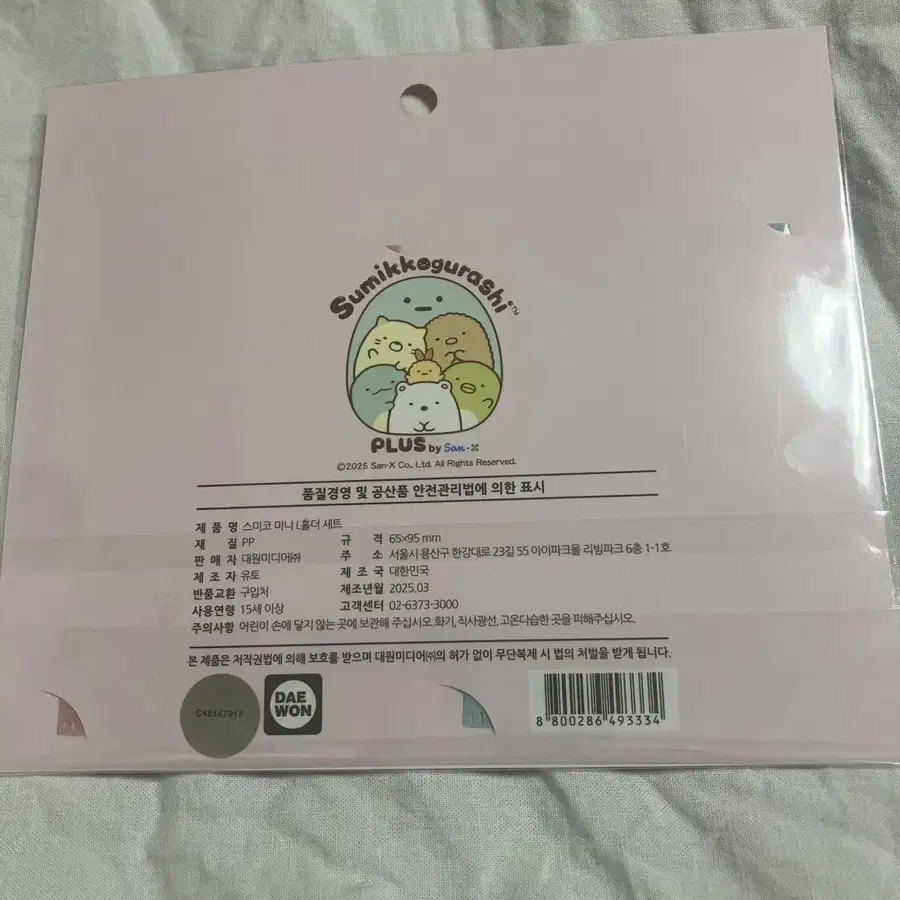 Sumikkogurashi™
PLUS by San-X
©2025 San-X Co., Ltd. All Rights Reserved.
품질경영 및 공산품 안전관리법에 의한 표시
제 품 명 스미코 미니 L홀더 세트
재 질 PP 규 격 65×95 mm
판 매 자 대원미디어㈜ 주 소 서울시 용산구 한강대로 23길 55 아이파크몰 리빙파크 6층 1-1호
제 조 자 유토 제 조 국 대한민국
반품교환 구입처 제조년월 2025.03
사용연령 15세 이상 고객센터 02-6373-3000
주의사항 어린이 손에 닿지 않는 곳에 보관해 주십시오. 화기, 직사광선, 고온다습한 곳을 피해주십시오.
본 제품은 저작권법에 의해 보호를 받으며 대원미디어㈜의 허가 없이 무단복제 시 법의 처벌을 받게 됩니다.
DAE
WON
8 800286 493334